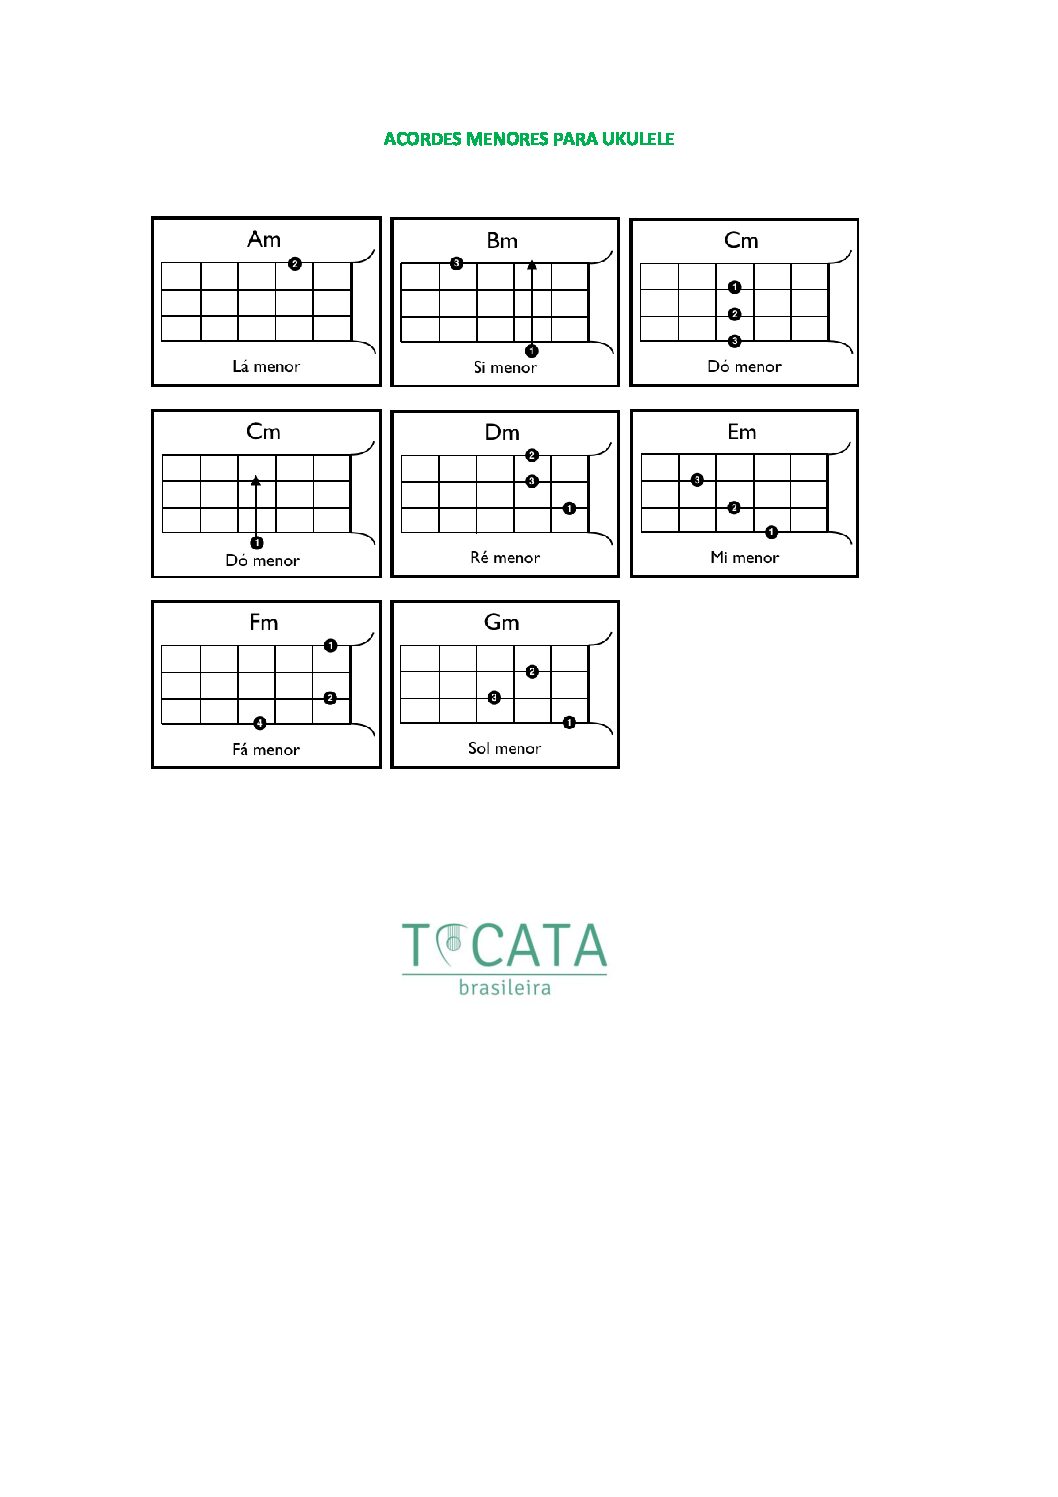 ACORDES MENORES PARA UKULELE
Am
2
Lá menor
Bm
3
1
Si menor
Cm
1
2
3
Dó menor
Cm
1
Dó menor
Dm
2
3
1
Ré menor
Em
3
2
1
Mi menor
Fm
1
2
4
Fá menor
Gm
2
3
1
Sol menor
TOCATA
brasileira